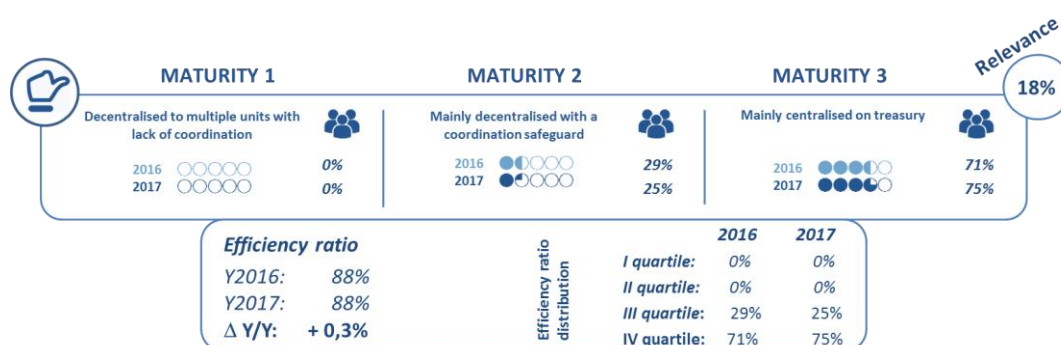 Relevance
18%
MATURITY 1
MATURITY 2
MATURITY 3
Decentralised to multiple units with
lack of coordination
2016 0%
2017 0%
Mainly decentralised with a
coordination safeguard
2016 29%
2017 25%
Mainly centralised on treasury
2016 71%
2017 75%
Efficiency ratio
Y2016: 88%
Y2017: 88%
Δ Y/Y: + 0,3%
Efficiency ratio
distribution
2016 2017
I quartile: 0% 0%
II quartile: 0% 0%
III quartile: 29% 25%
IV quartile: 71% 75%